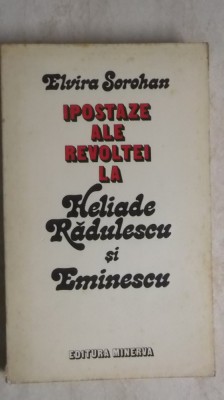 Elvira Sorohan
IPOSTAZE
ALE
REVOLTEI
LA
Heliade
Rădulescu
și
Eminescu
EDITURA MINERVA